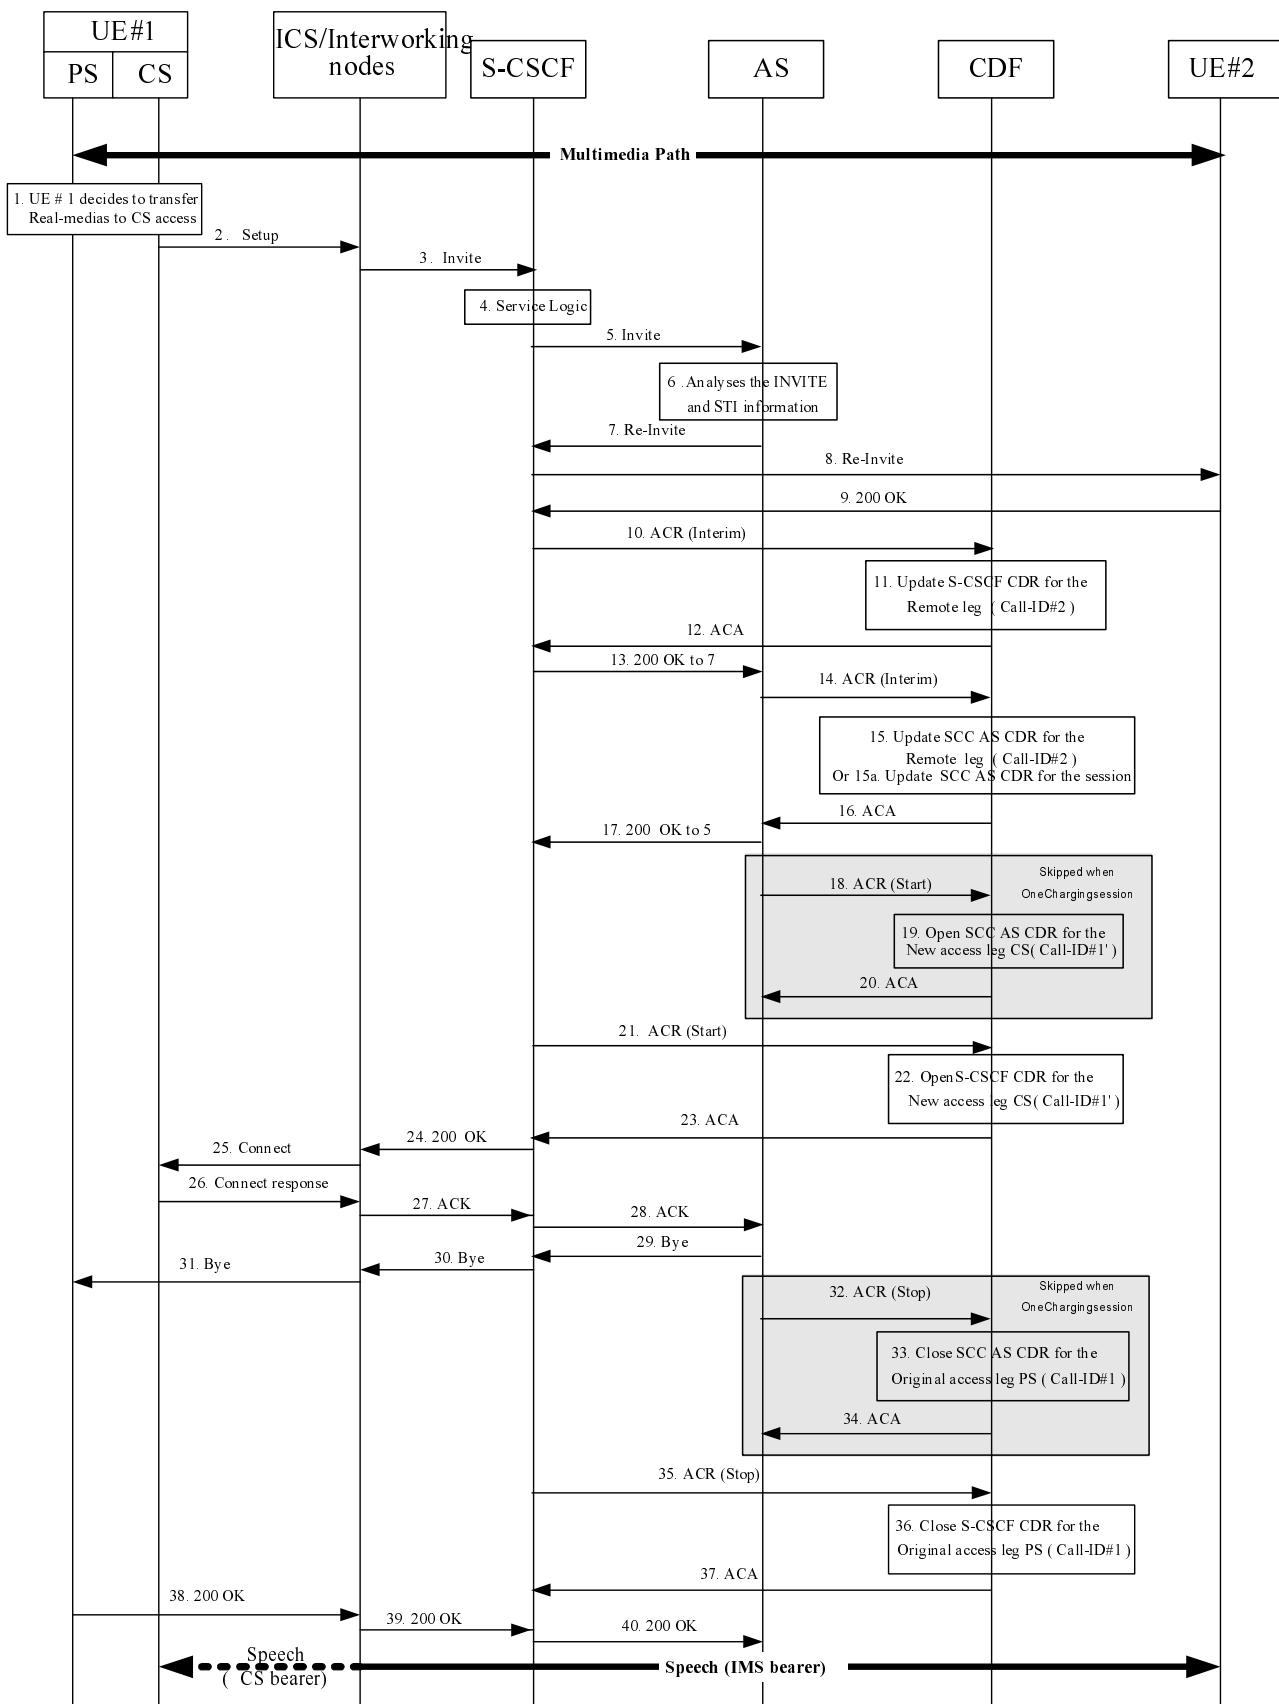 UE#1
PS
CS
ICS/Interworking
nodes
S-CSCF
AS
CDF
UE#2
Multimedia Path
1. UE # 1 decides to transfer
Real-medias to CS access
2 . Setup
3 . Invite
4. Service Logic
5. Invite
6 .Analyses the INVITE
and STI information
7. Re-Invite
8. Re-Invite
9. 200 OK
10. ACR (Interim)
11. Update S-CSCF CDR for the
Remote leg ( Call-ID#2 )
12. ACA
13. 200 OK to 7
14. ACR (Interim)
15. Update SCC AS CDR for the
Remote leg ( Call-ID#2 )
Or 15a. Update SCC AS CDR for the session
16. ACA
17. 200 OK to 5
Skipped when
OneChargingsession
18. ACR (Start)
19. Open SCC AS CDR for the
New access leg CS( Call-ID#1' )
20. ACA
21. ACR (Start)
22. OpenS-CSCF CDR for the
New access leg CS( Call-ID#1' )
23. ACA
24. 200 OK
25. Connect
26. Connect response
27. ACK
28. ACK
29. Bye
30. Bye
31. Bye
Skipped when
OneChargingsession
32. ACR (Stop)
33. Close SCC AS CDR for the
Original access leg PS ( Call-ID#1 )
34. ACA
35. ACR (Stop)
36. Close S-CSCF CDR for the
Original access leg PS ( Call-ID#1 )
37. ACA
38. 200 OK
39. 200 OK
40. 200 OK
Speech
( CS bearer)
Speech (IMS bearer)